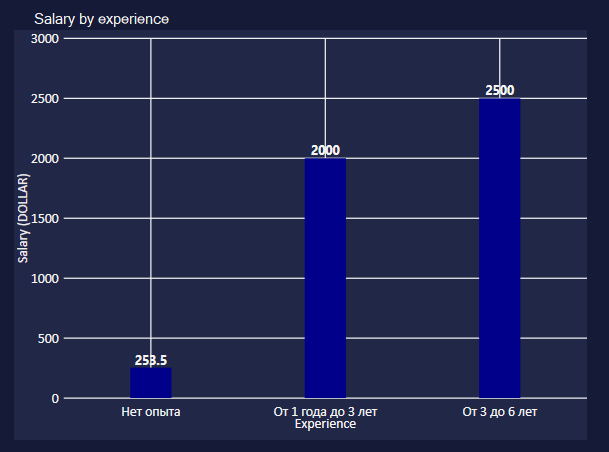 Salary by experience
3000
2500
2500
2000
2000
Salary (DOLLAR)
1500
1000
500
253.5
0
Нет опыта
От 1 года до 3 лет
От 3 до 6 лет
Experience